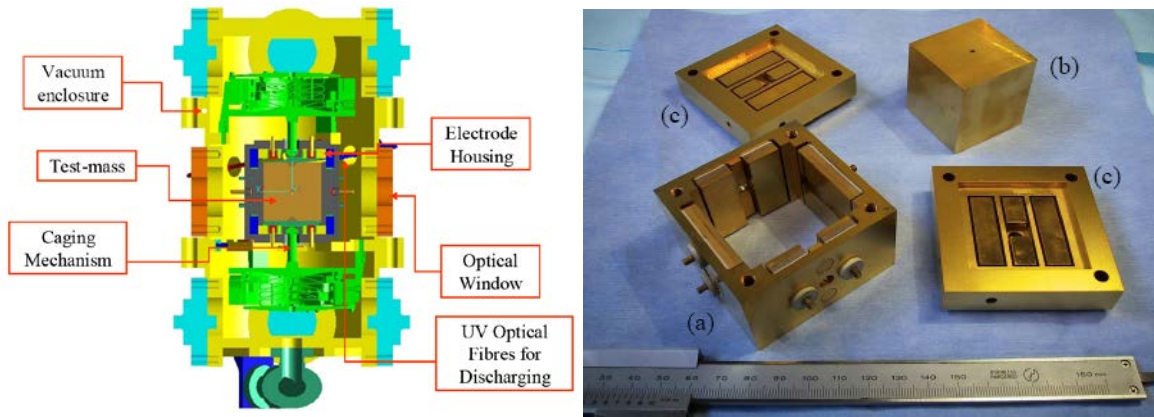 Vacuum
enclosure
Test-mass
Caging
Mechanism
Electrode
Housing
Optical
Window
UV Optical
Fibres for
Discharging
(c)
(b)
(c)
(a)
150 mm